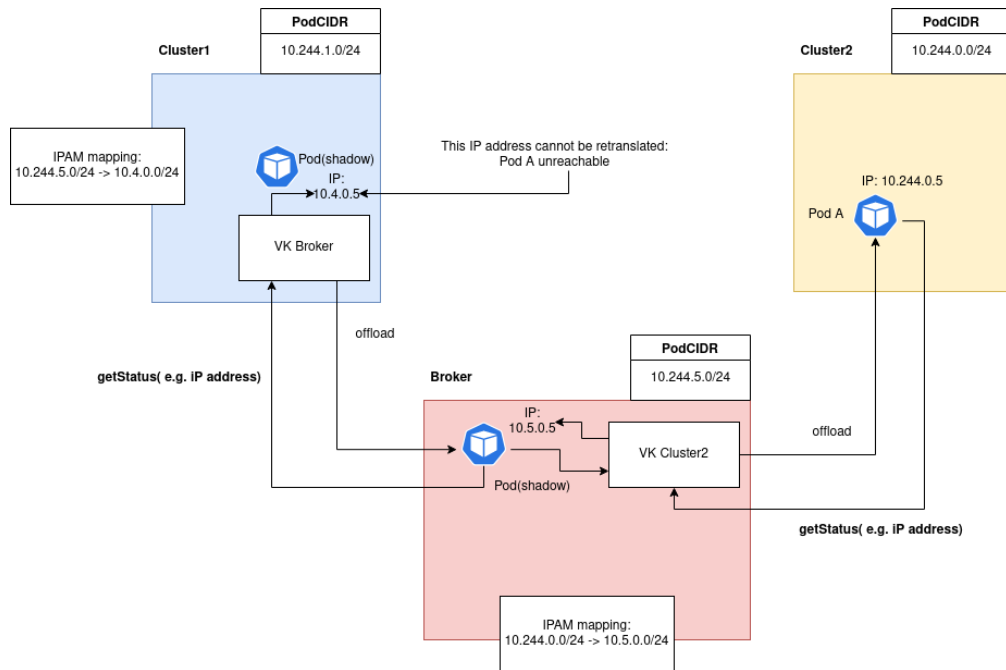 PodCIDR
Cluster1
10.244.1.0/24
PodCIDR
Cluster2
10.244.0.0/24
IPAM mapping:
10.244.5.0/24 -> 10.4.0.0/24
Pod(shadow)
IP:
10.4.0.5
This IP address cannot be retranslated:
Pod A unreachable
IP: 10.244.0.5
Pod A
VK Broker
offload
getStatus( e.g. iP address)
PodCIDR
Broker
10.244.5.0/24
IP:
10.5.0.5
VK Cluster2
Pod(shadow)
offload
getStatus( e.g. iP address)
IPAM mapping:
10.244.0.0/24 -> 10.5.0.0/24